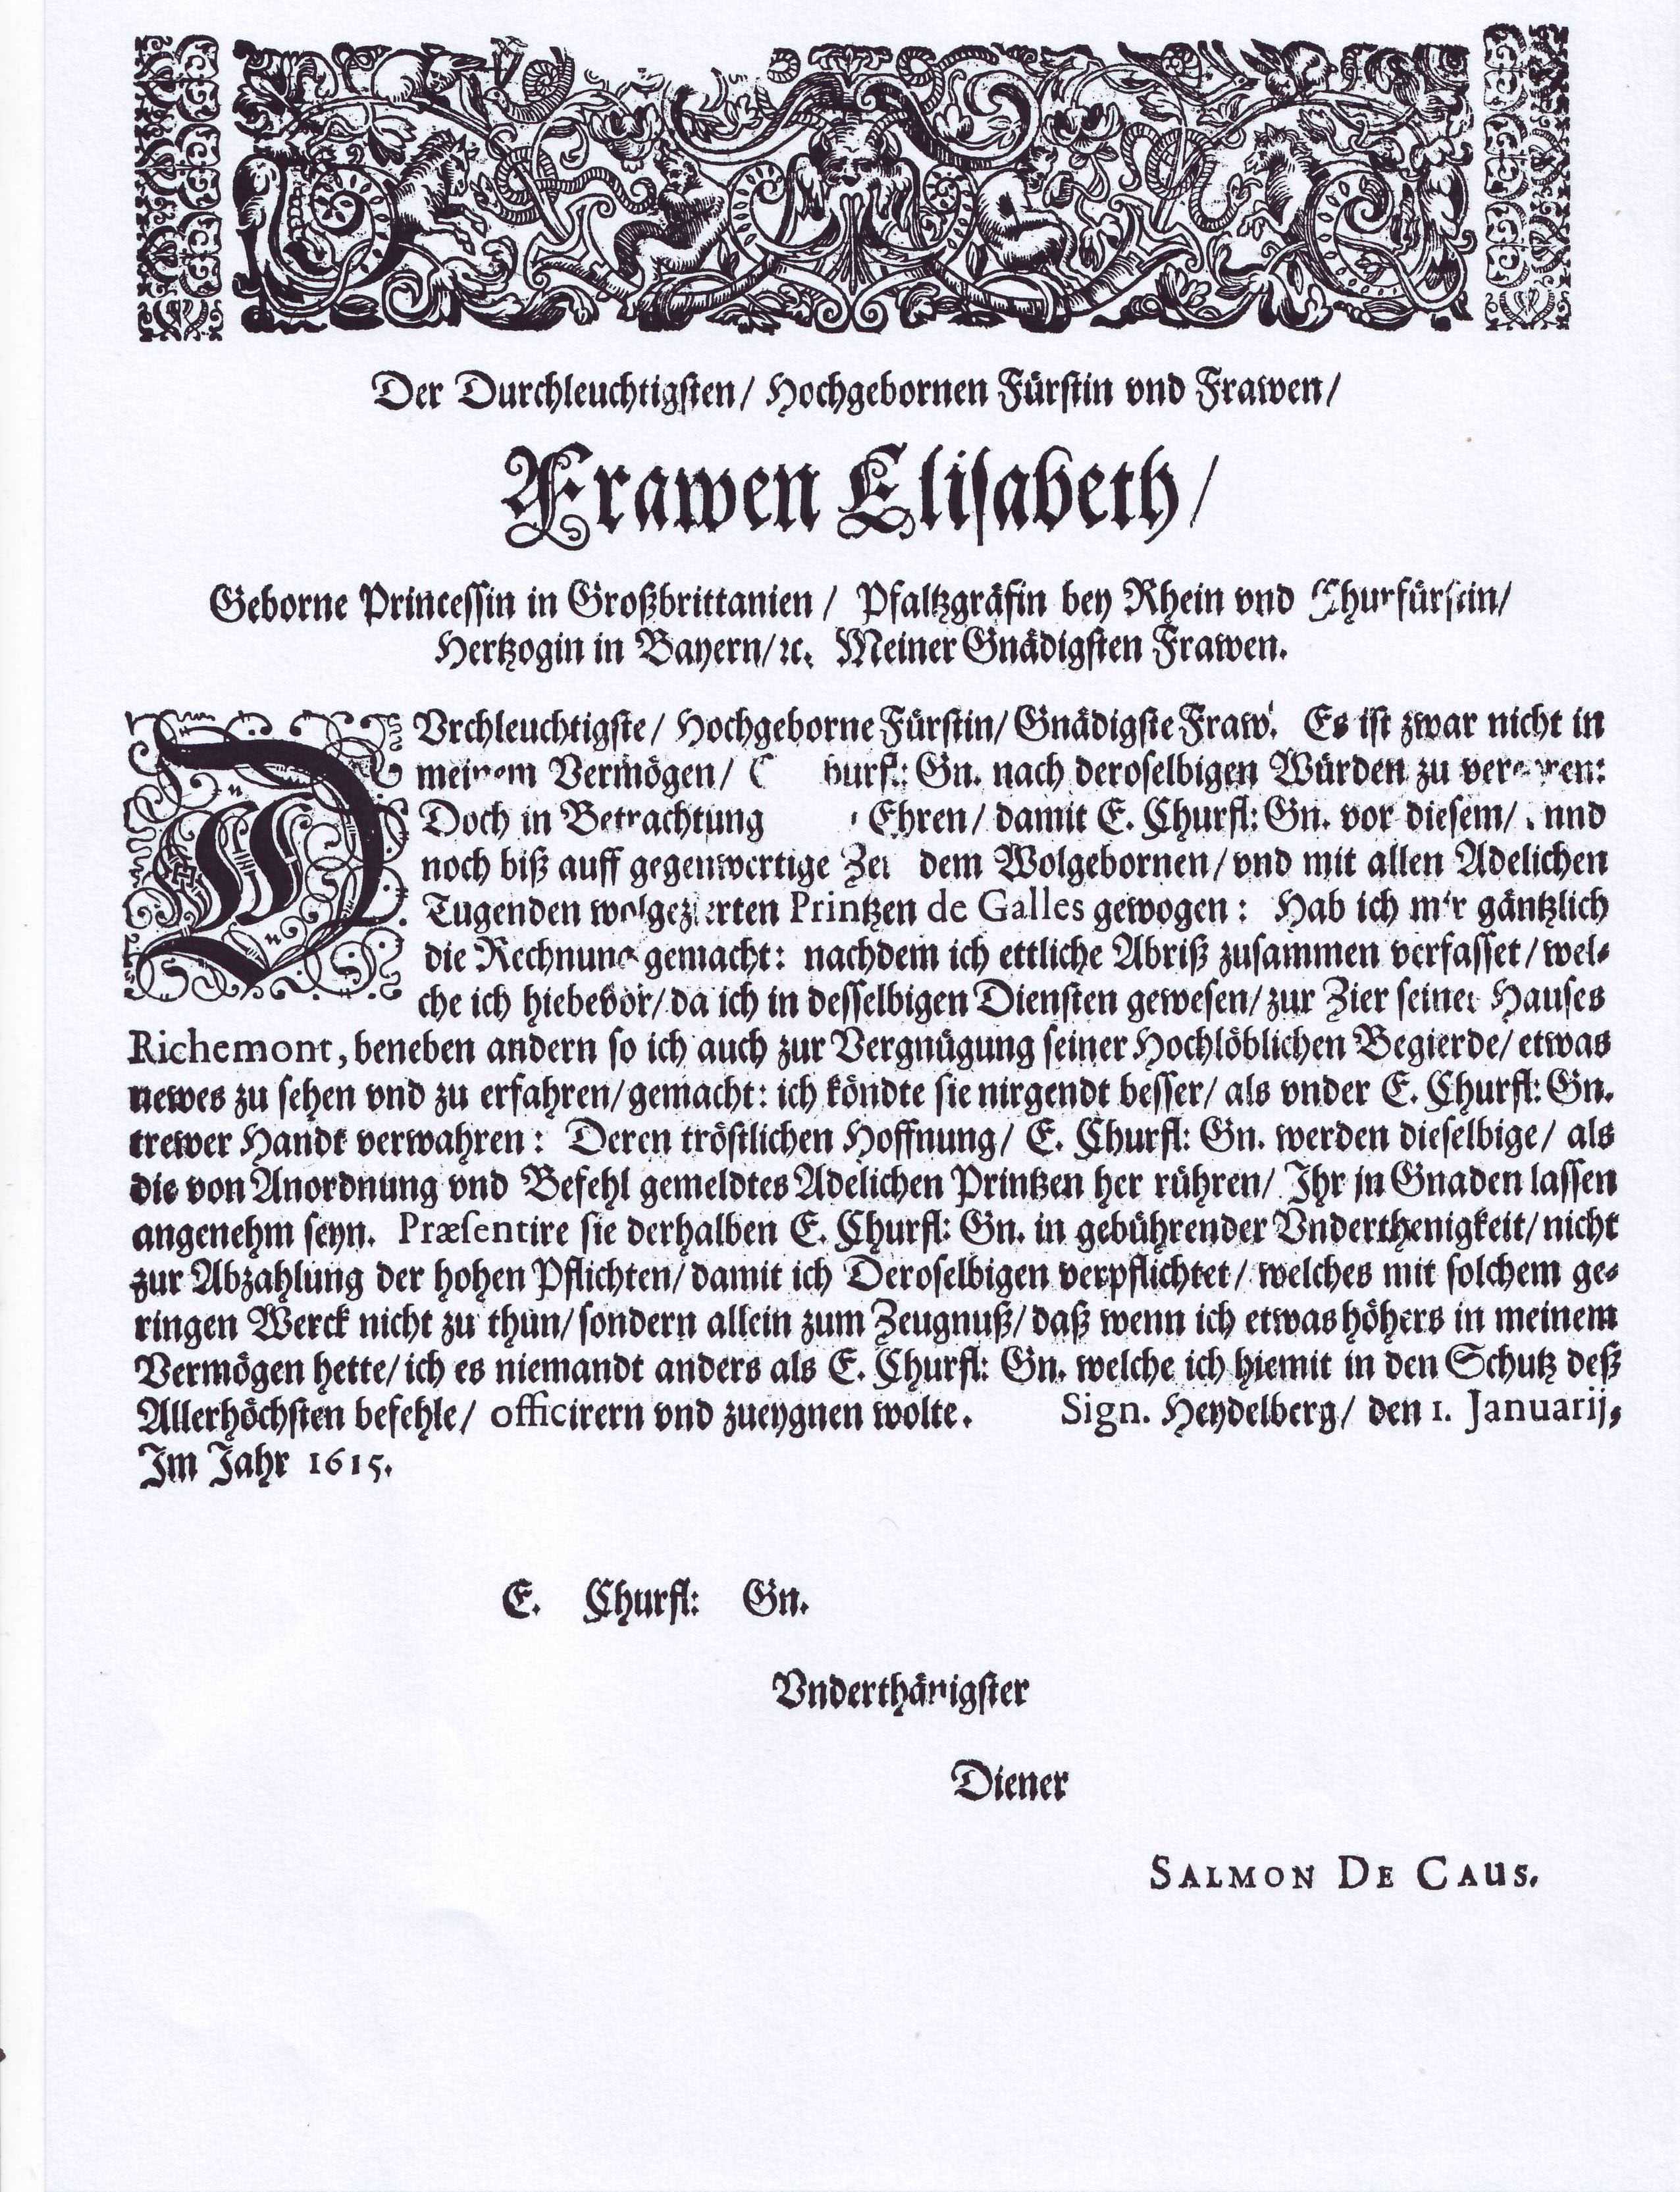 Der Durchleuchtigsten/ Hochgebornen Fürstin vnd Frawen/
Frawen Elisabeth/
Geborne Princessin in Großbrittanien/ Pfaltzgräfin bey Rhein vnd Churfürstin/
Hertzogin in Bayern/ꝛc. Meiner Gnädigsten Frawen.
DVrchleuchtigste/ Hochgeborne Fürstin/ Gnädigste Fraw. Es ist zwar nicht in
meinem Vermögen/ Gn. nach deroselbigen Würden zu
Doch in Betrachtung Ehren/ damit E. Churfl: Gn. vor diesem/
noch biß auff gegenwertige dem Wolgebornen/ vnd mit allen Adelichen
Tugenden wolgezierten Printzen de Galles gewogen: Hab ich mir gäntzlich
die Rechnung gemacht: nachdem ich ettliche Abriß zusammen verfasset/ wel-
che ich hiebevor/ da ich in desselbigen Diensten gewesen/ zur Zier seines Hauses
Richemont, beneben andern so ich auch zur Vergnügung seiner Hochlöblichen Begierde/ etwas
newes zu sehen vnd zu erfahren/ gemacht: ich köndte sie nirgendt besser/ als vnder E. Churfl: Gn.
trewer Handt verwahren: Deren tröstlichen Hoffnung/ E. Churfl: Gn. werden dieselbige/ als
die von Anordnung vnd Befehl gemeldtes Adelichen Printzen her rühren/ Ihr in Gnaden lassen
angenehm seyn. Præsentire sie derhalben E. Churfl: Gn. in gebührender Vnderthenigkeit/ nicht
zur Abzahlung der hohen Pflichten/ damit ich Deroselbigen verpflichtet/ welches mit solchem ge-
ringen Werck nicht zu thun/ sondern allein zum Zeugnuß/ daß wenn ich etwas höhers in meinem
Vermögen hette/ ich es niemandt anders als E. Churfl: Gn. welche ich hiemit in den Schutz deß
Allerhöchsten befehle/ officirern vnd zueygnen wolte. Sign. Heydelberg/ den 1. Januarij,
Im Jahr 1615.
E. Churfl: Gn.
Vnderthänigster
Diener
SALMON DE CAUS.